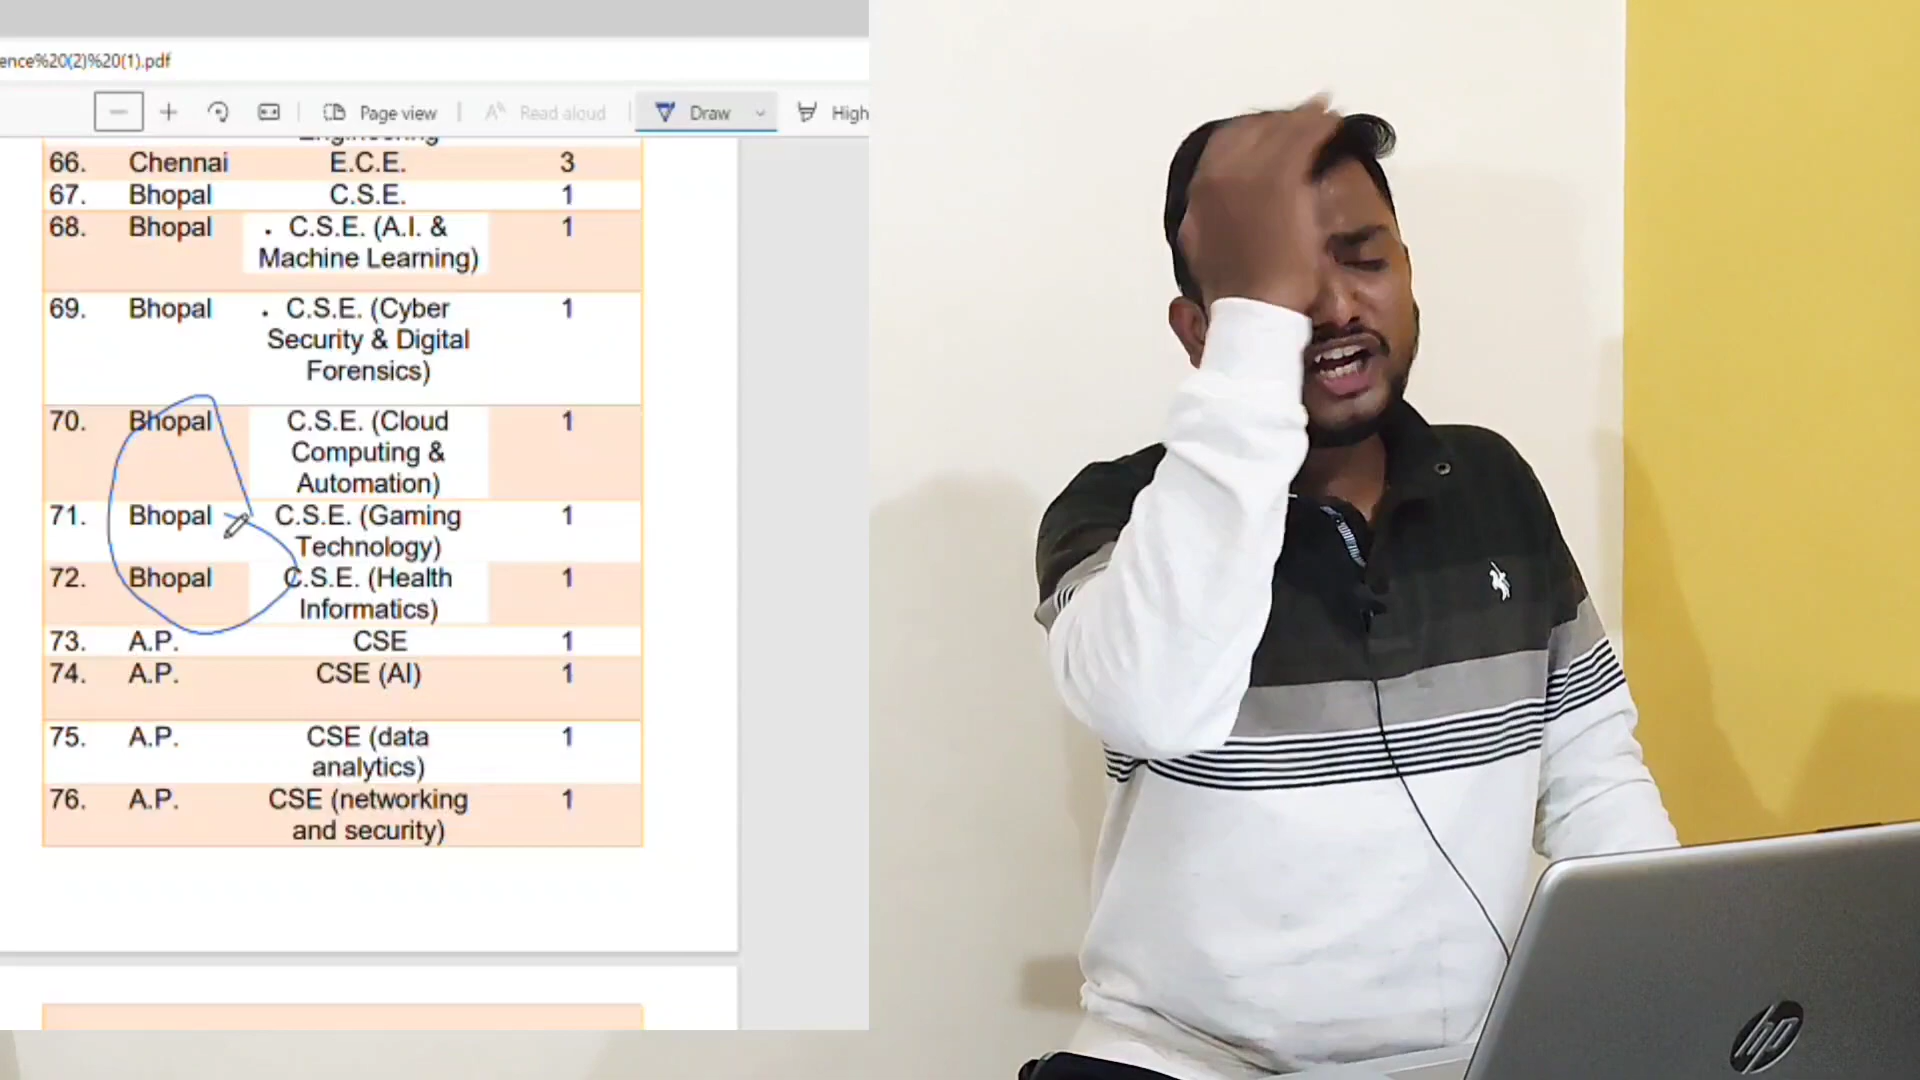 ence%20(2)%20(1).pdf
Page view Read aloud Draw High
Engineering
66. Chennai E.C.E. 3
67. Bhopal C.S.E. 1
68. Bhopal • C.S.E. (A.I. & 1
Machine Learning)
69. Bhopal • C.S.E. (Cyber 1
Security & Digital
Forensics)
70. Bhopal C.S.E. (Cloud 1
Computing &
Automation)
71. Bhopal C.S.E. (Gaming 1
Technology)
72. Bhopal C.S.E. (Health 1
Informatics)
73. A.P. CSE 1
74. A.P. CSE (AI) 1
75. A.P. CSE (data 1
analytics)
76. A.P. CSE (networking 1
and security)
hp